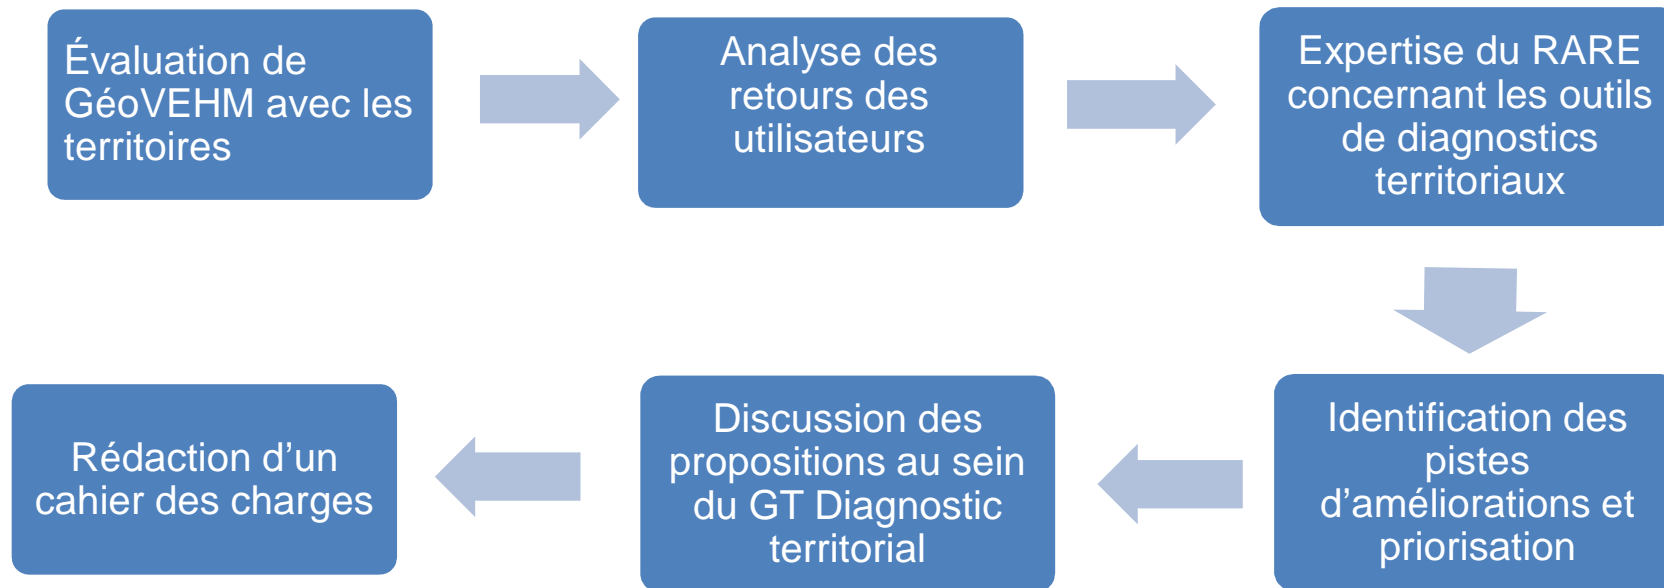 Évaluation de
GéoVEHM avec les
territoires
Analyse des
retours des
utilisateurs
Expertise du RARE
concernant les outils
de diagnostics
territoriaux
Identification des
pistes
d’améliorations et
priorisation
Discussion des
propositions au sein
du GT Diagnostic
territorial
Rédaction d’un
cahier des charges